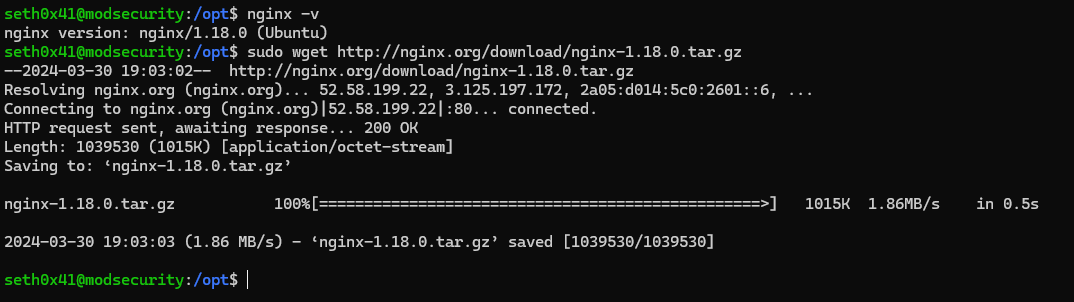 seth0x41@modsecurity:/opt$ nginx -v
nginx version: nginx/1.18.0 (Ubuntu)
seth0x41@modsecurity:/opt$ sudo wget http://nginx.org/download/nginx-1.18.0.tar.gz
--2024-03-30 19:03:02--  http://nginx.org/download/nginx-1.18.0.tar.gz
Resolving nginx.org (nginx.org)... 52.58.199.22, 3.125.197.172, 2a05:d014:5c0:2601::6, ...
Connecting to nginx.org (nginx.org)|52.58.199.22|:80... connected.
HTTP request sent, awaiting response... 200 OK
Length: 1039530 (1015K) [application/octet-stream]
Saving to: ‘nginx-1.18.0.tar.gz’
nginx-1.18.0.tar.gz           100%[=================================================>]   1015K  1.86MB/s    in 0.5s
2024-03-30 19:03:03 (1.86 MB/s) - ‘nginx-1.18.0.tar.gz’ saved [1039530/1039530]
seth0x41@modsecurity:/opt$